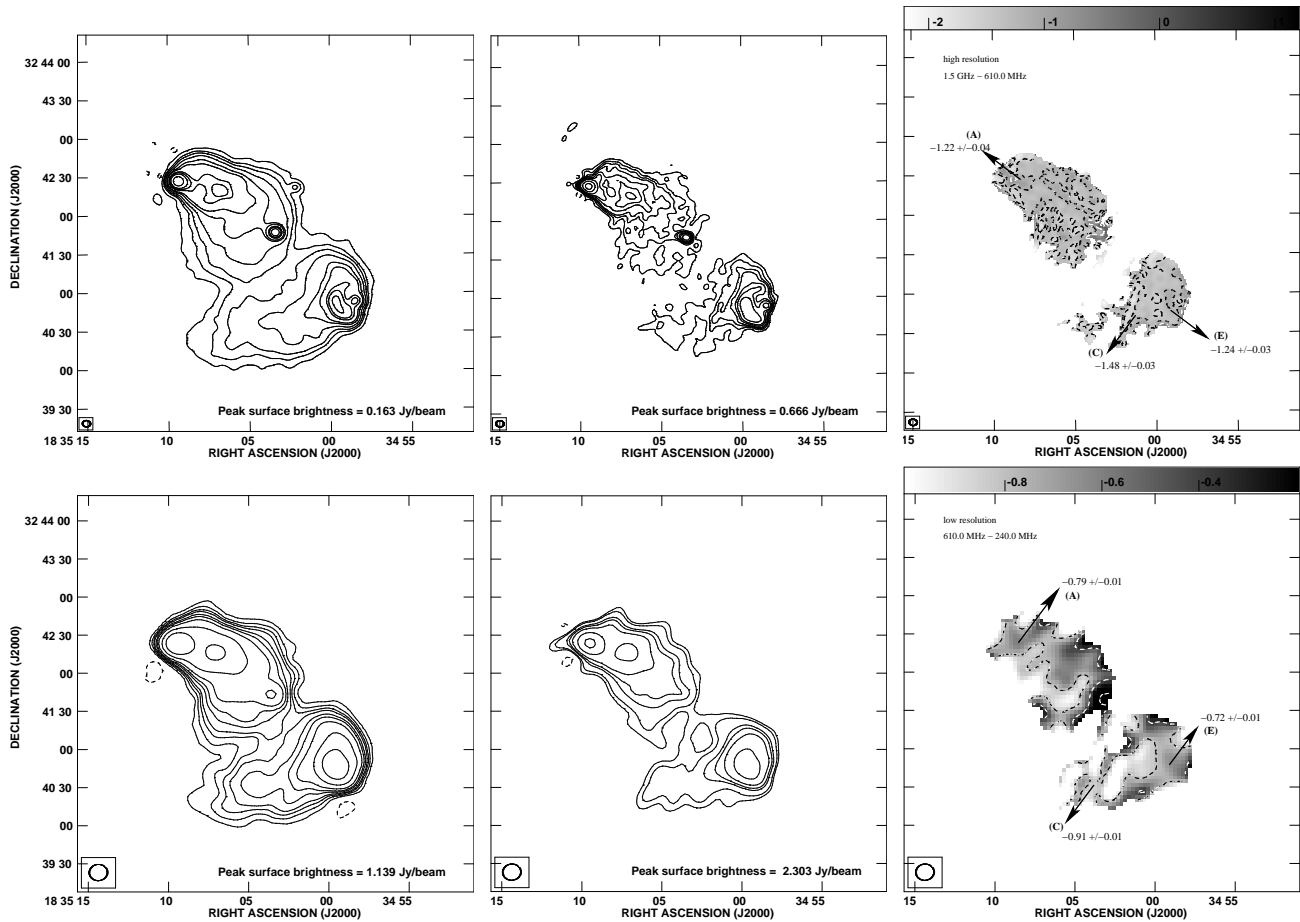 -2 -1 0 1
32 44 00
43 30
00
42 30
00
41 30
00
40 30
00
39 30
DECLINATION (J2000)
Peak surface brightness = 0.163 Jy/beam
18 35 15 10 05 00 34 55
RIGHT ASCENSION (J2000)
Peak surface brightness = 0.666 Jy/beam
15 10 05 00 34 55
RIGHT ASCENSION (J2000)
high resolution
1.5 GHz − 610.0 MHz
(A)
−1.22 +/−0.04
(E)
−1.24 +/−0.03
(C)
−1.48 +/−0.03
15 10 05 00 34 55
RIGHT ASCENSION (J2000)
-0.8 -0.6 -0.4
32 44 00
43 30
00
42 30
00
41 30
00
40 30
00
39 30
DECLINATION (J2000)
Peak surface brightness = 1.139 Jy/beam
18 35 15 10 05 00 34 55
RIGHT ASCENSION (J2000)
Peak surface brightness = 2.303 Jy/beam
15 10 05 00 34 55
RIGHT ASCENSION (J2000)
low resolution
610.0 MHz − 240.0 MHz
−0.79 +/−0.01
(A)
−0.72 +/−0.01
(E)
(C)
−0.91 +/−0.01
15 10 05 00 34 55
RIGHT ASCENSION (J2000)